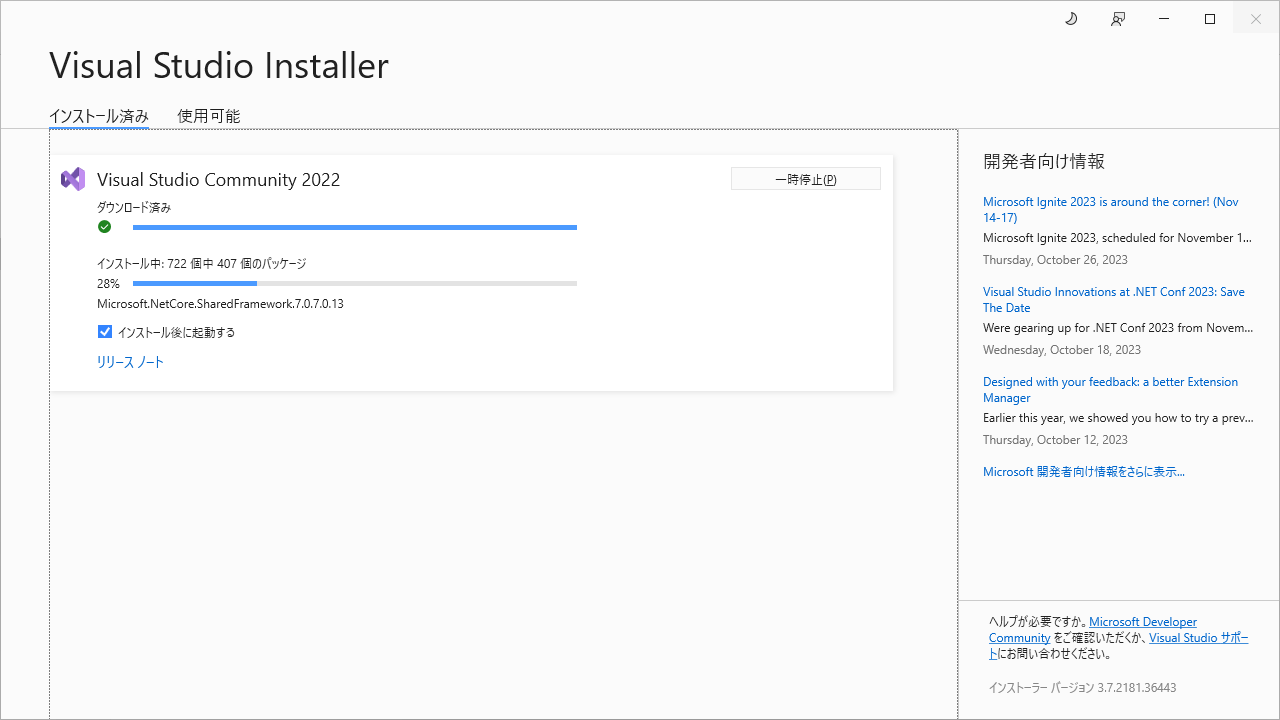 Visual Studio Installer
インストール済み
使用可能
Visual Studio Community 2022
一時停止(P)
ダウンロード済み
インストール中: 722 個中 407 個のパッケージ
28%
Microsoft.NetCore.SharedFramework.7.0.7.0.13
インストール後に起動する
リリース ノート
開発者向け情報
Microsoft Ignite 2023 is around the corner! (Nov
14-17)
Microsoft Ignite 2023, scheduled for November 1...
Thursday, October 26, 2023
Visual Studio Innovations at .NET Conf 2023: Save
The Date
Were gearing up for .NET Conf 2023 from Novem...
Wednesday, October 18, 2023
Designed with your feedback: a better Extension
Manager
Earlier this year, we showed you how to try a prev...
Thursday, October 12, 2023
Microsoft 開発者向け情報をさらに表示...
ヘルプが必要ですか。Microsoft Developer
Community をご確認いただくか、Visual Studio サポー
トにお問い合わせください。
インストーラー バージョン 3.7.2181.36443